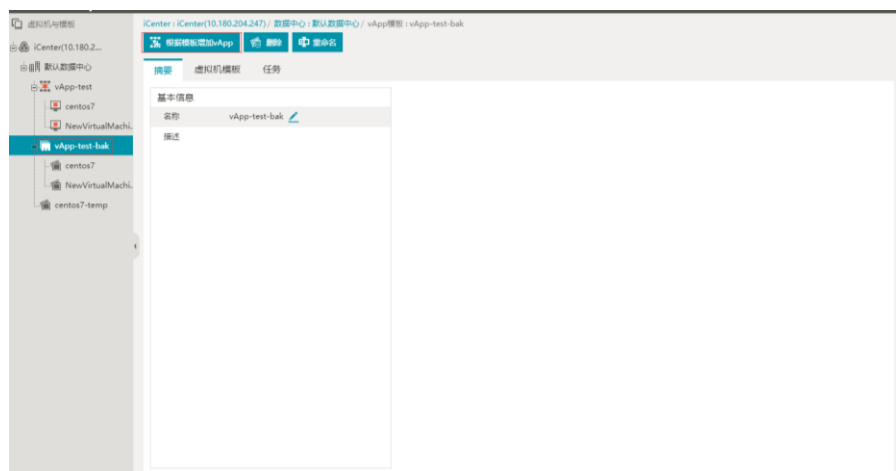 虚拟机与模板
iCenter : iCenter(10.180.204.247) / 数据中心 : 默认数据中心 / vApp模板 : vApp-test-bak
iCenter(10.180.2...
根据模板增加vApp 删除 重命名
默认数据中心
摘要 虚拟机模板 任务
vApp-test
基本信息
centos7
名称 vApp-test-bak
NewVirtualMachi.
描述
vApp-test-bak
centos7
NewVirtualMachi.
centos7-temp